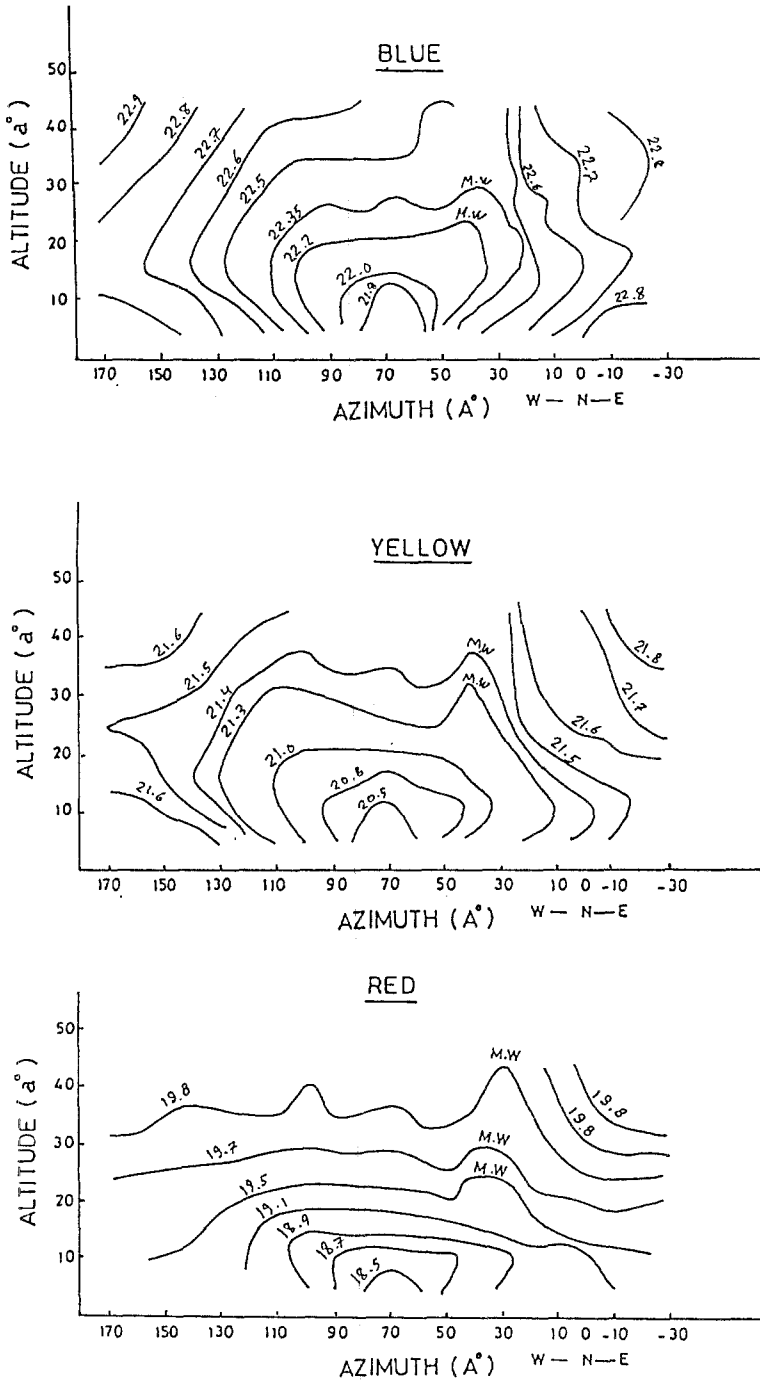 BLUE
ALTITUDE (a°)
50
40
30
20
10
22.9
22.8
22.7
22.6
22.5
22.35
22.2
22.0
21.8
M.W
M.W
22.6
22.7
22.8
22.8
170 150 130 110 90 70 50 30 10 0 -10 -30
AZIMUTH (A°) W — N — E
YELLOW
ALTITUDE (a°)
50
40
30
20
10
21.6
21.5
21.4
21.3
21.0
20.8
20.5
21.6
M.W
M.W
21.8
21.7
21.6
21.5
170 150 130 110 90 70 50 30 10 0 -10 -30
AZIMUTH (A°) W — N — E
RED
ALTITUDE (a°)
50
40
30
20
10
19.8
19.7
19.5
19.1
18.9
18.7
18.5
M.W
M.W
M.W
19.8
19.8
170 150 130 110 90 70 50 30 10 0 -10 -30
AZIMUTH (A°) W — N — E